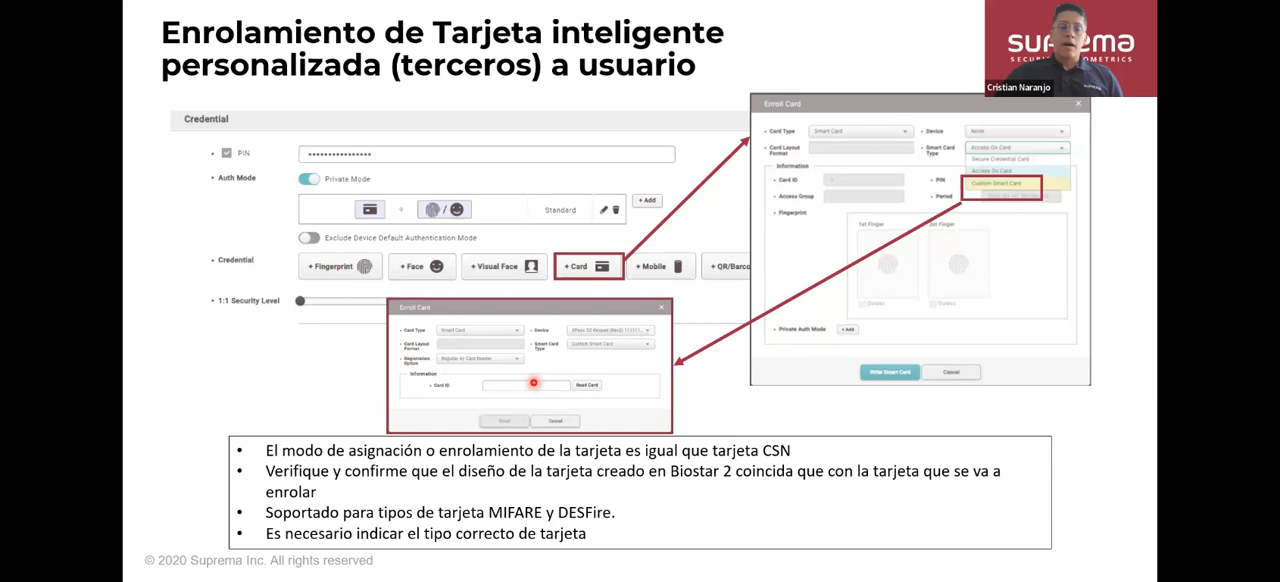 Enrolamiento de Tarjeta inteligente
personalizada (terceros) a usuario
suprema
SECURITY & BIOMETRICS
Cristian Naranjo
Credential
• PIN
• Auth Mode Private Mode
+ Standard + Add
Exclude Device Default Authentication Mode
• Credential + Fingerprint + Face + Visual Face + Card + Mobile + QR/Barco
• 1:1 Security Level
Enroll Card ×
• Card Type Smart Card • Device None
• Card Layout Format • Smart Card Type Access On Card
Secure Credential Card
Access On Card
Custom Smart Card
Information
• Card ID • PIN
• Access Group • Period
• Fingerprint
1st Finger 2nd Finger
Duress Duress
• Private Auth Mode + Add
Write Smart Card Cancel
Enroll Card ×
• Card Type Smart Card • Device
• Card Layout Format • Smart Card Type Custom Smart Card
• Registration Option Register by Card Reader
Information
• Card ID Read Card
Cancel
• El modo de asignación o enrolamiento de la tarjeta es igual que tarjeta CSN
• Verifique y confirme que el diseño de la tarjeta creado en Biostar 2 coincida que con la tarjeta que se va a
enrolar
• Soportado para tipos de tarjeta MIFARE y DESFire.
• Es necesario indicar el tipo correcto de tarjeta
© 2020 Suprema Inc. All rights reserved